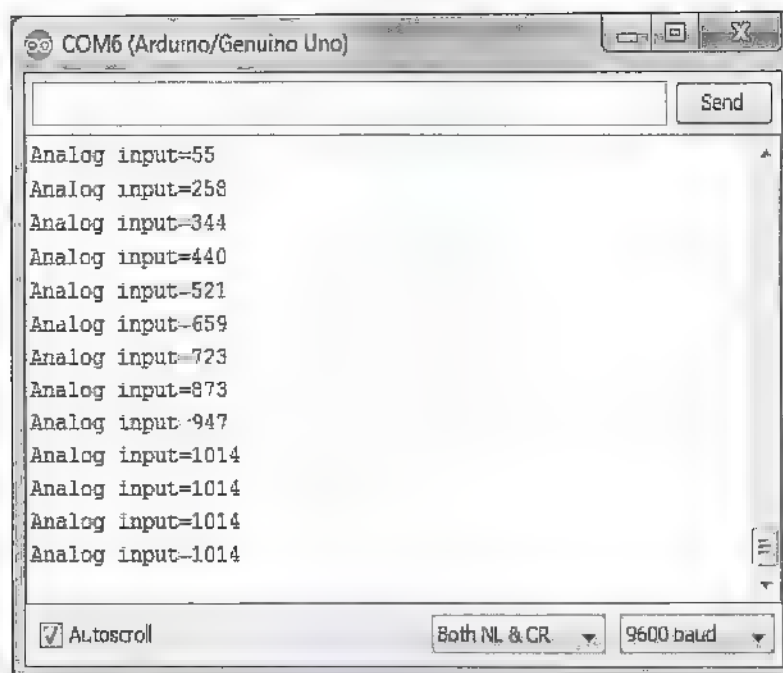 COM6 (Arduino/Genuino Uno)
Send
Analog input=55
Analog input=258
Analog input=344
Analog input=440
Analog input=521
Analog input=659
Analog input=723
Analog input=873
Analog input=947
Analog input=1014
Analog input=1014
Analog input=1014
Analog input=1014
Autoscroll
Both NL & CR
9600 baud